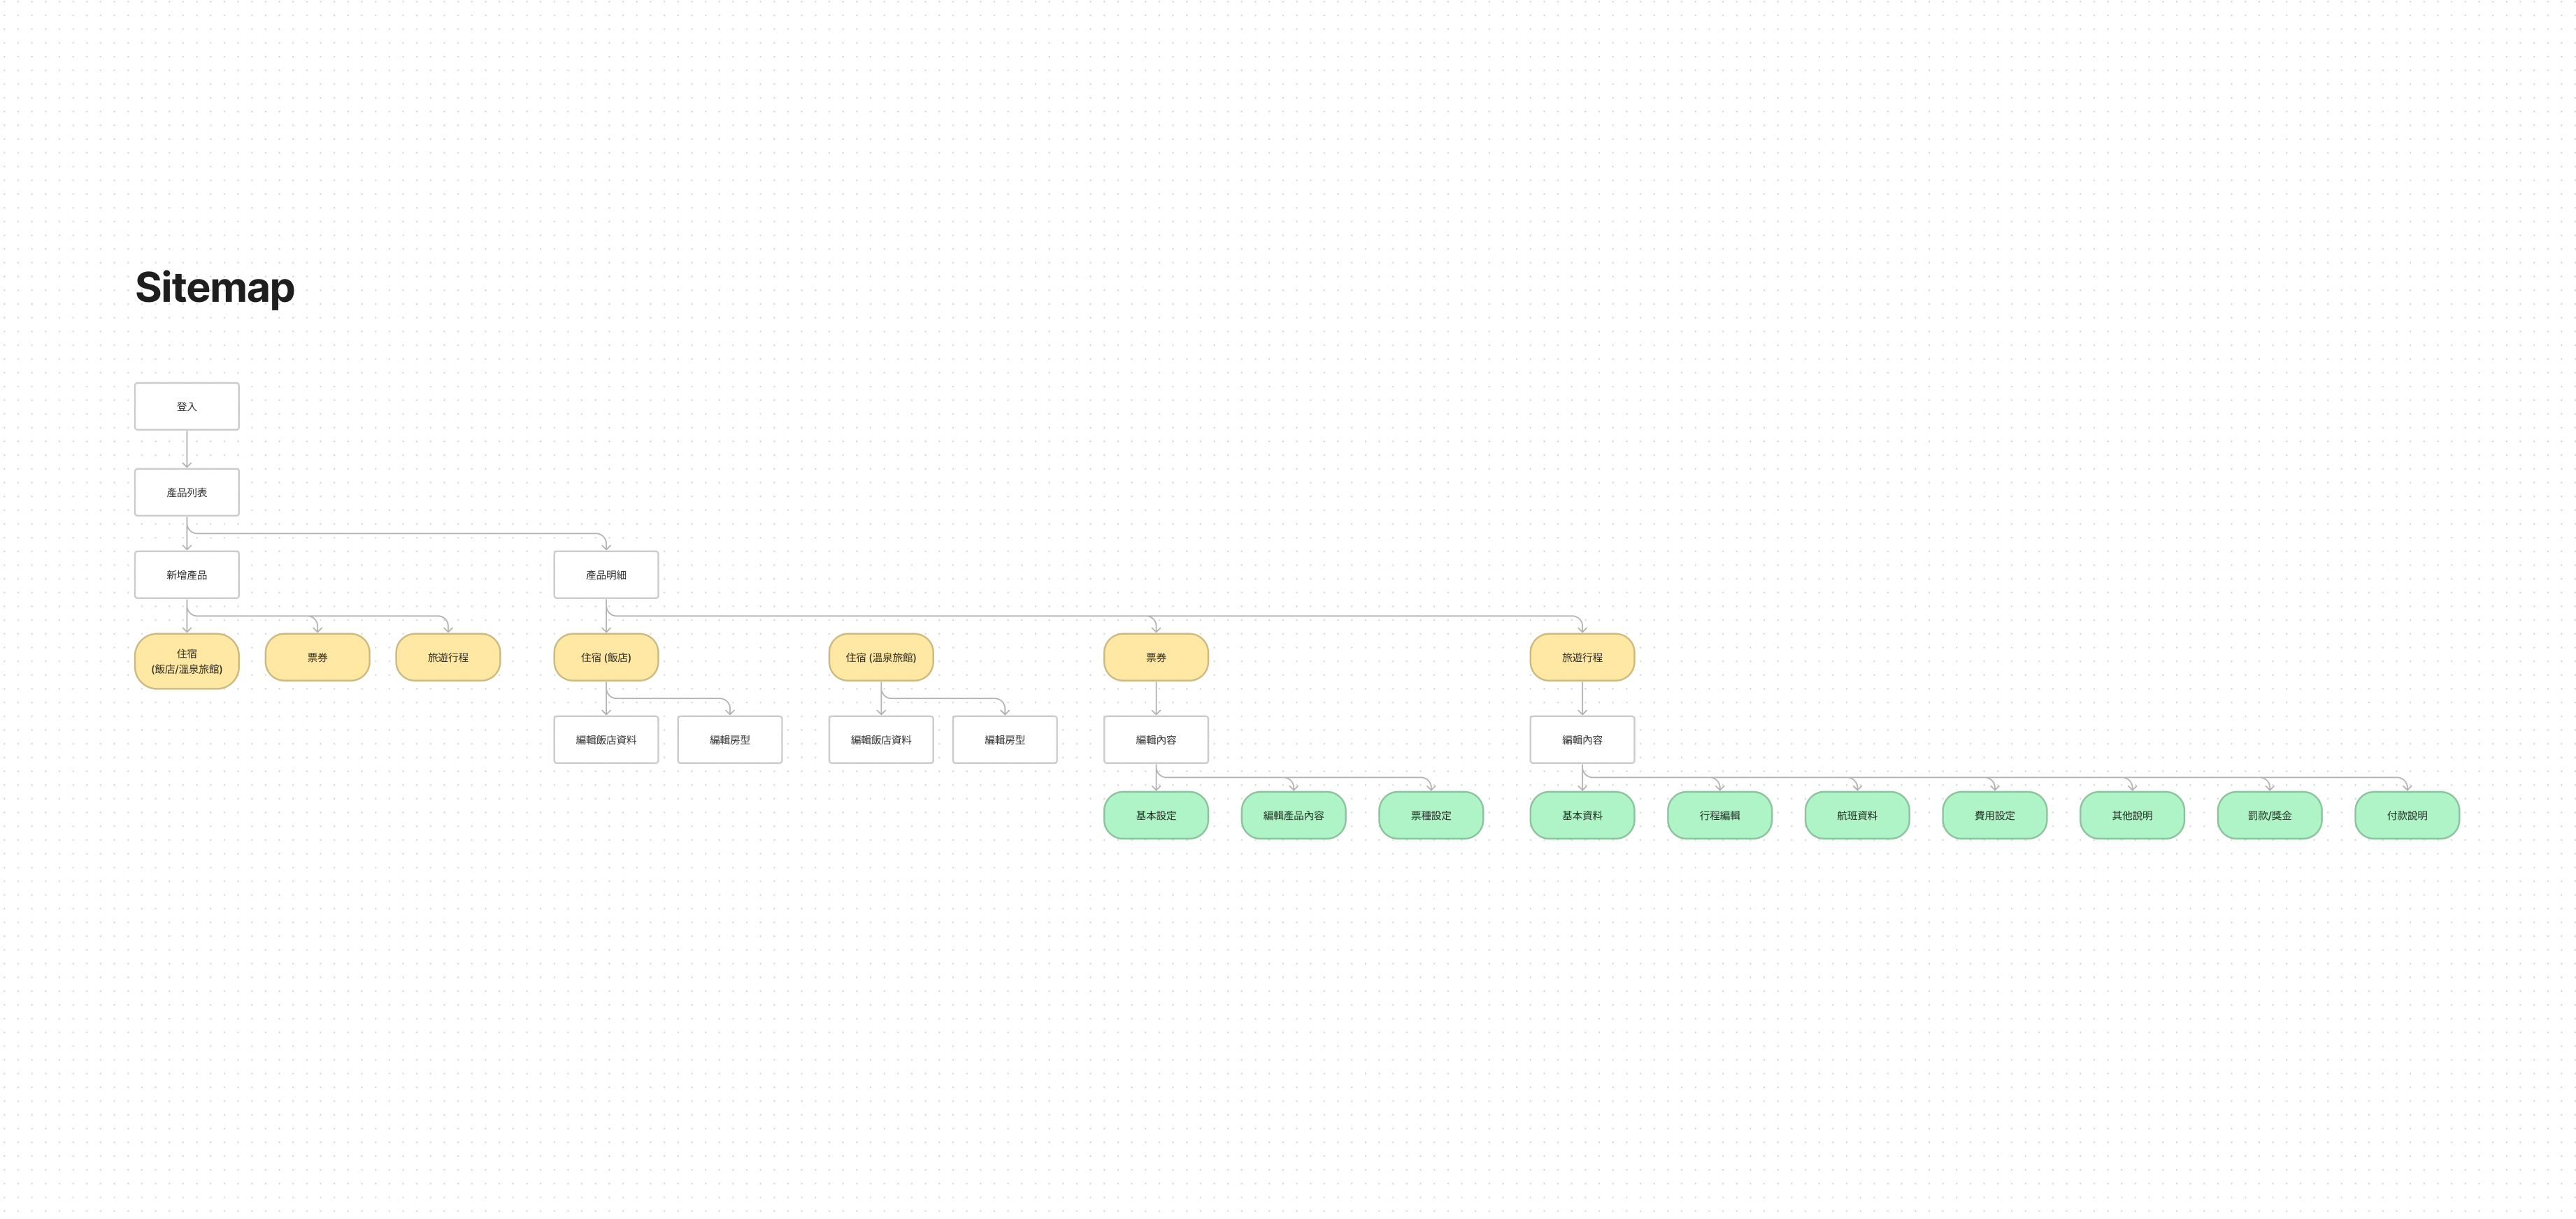 Sitemap
登入
產品列表
新增產品
產品明細
住宿
(飯店/溫泉旅館)
票券
旅遊行程
住宿 (飯店)
住宿 (溫泉旅館)
票券
旅遊行程
編輯飯店資料
編輯房型
編輯飯店資料
編輯房型
編輯內容
編輯內容
基本設定
編輯產品內容
票種設定
基本資料
行程編輯
航班資料
費用設定
其他說明
罰款/獎金
付款說明